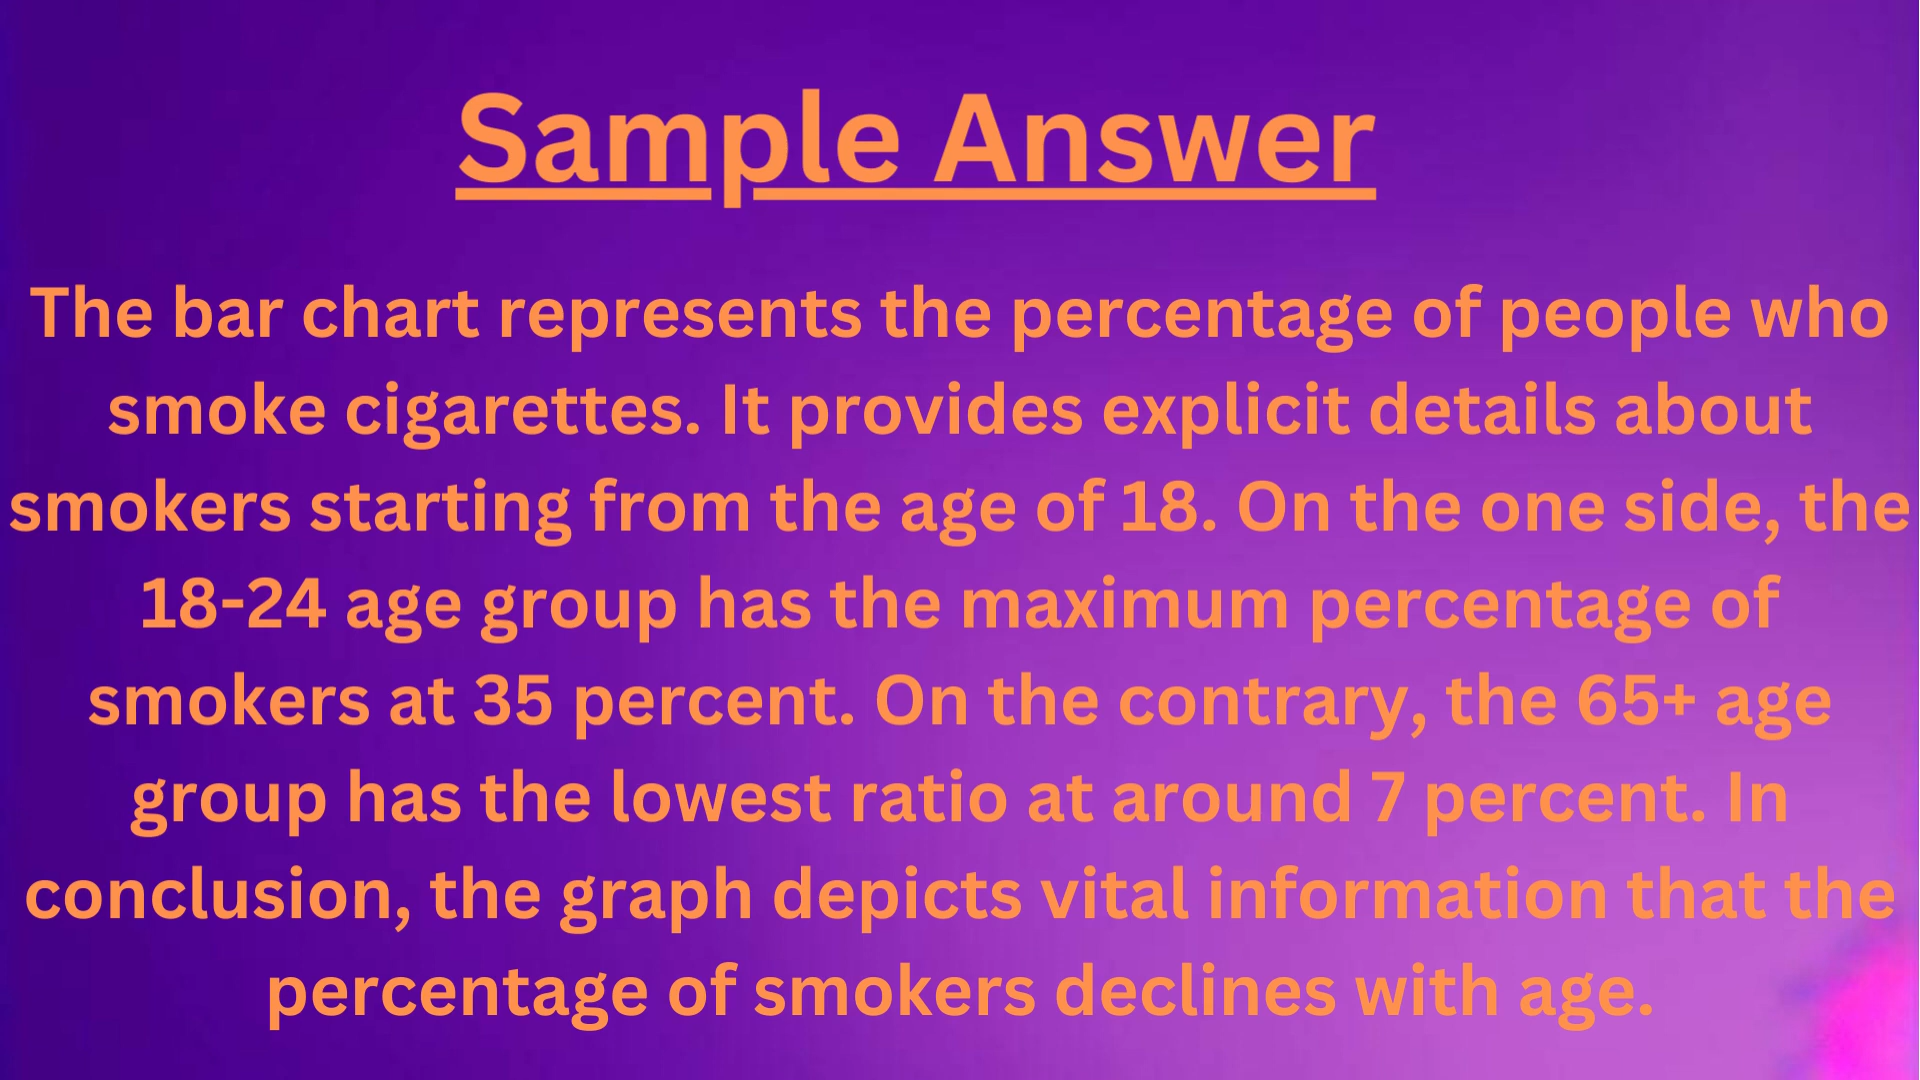 Sample Answer
The bar chart represents the percentage of people who
smoke cigarettes. It provides explicit details about
smokers starting from the age of 18. On the one side, the
18-24 age group has the maximum percentage of
smokers at 35 percent. On the contrary, the 65+ age
group has the lowest ratio at around 7 percent. In
conclusion, the graph depicts vital information that the
percentage of smokers declines with age.